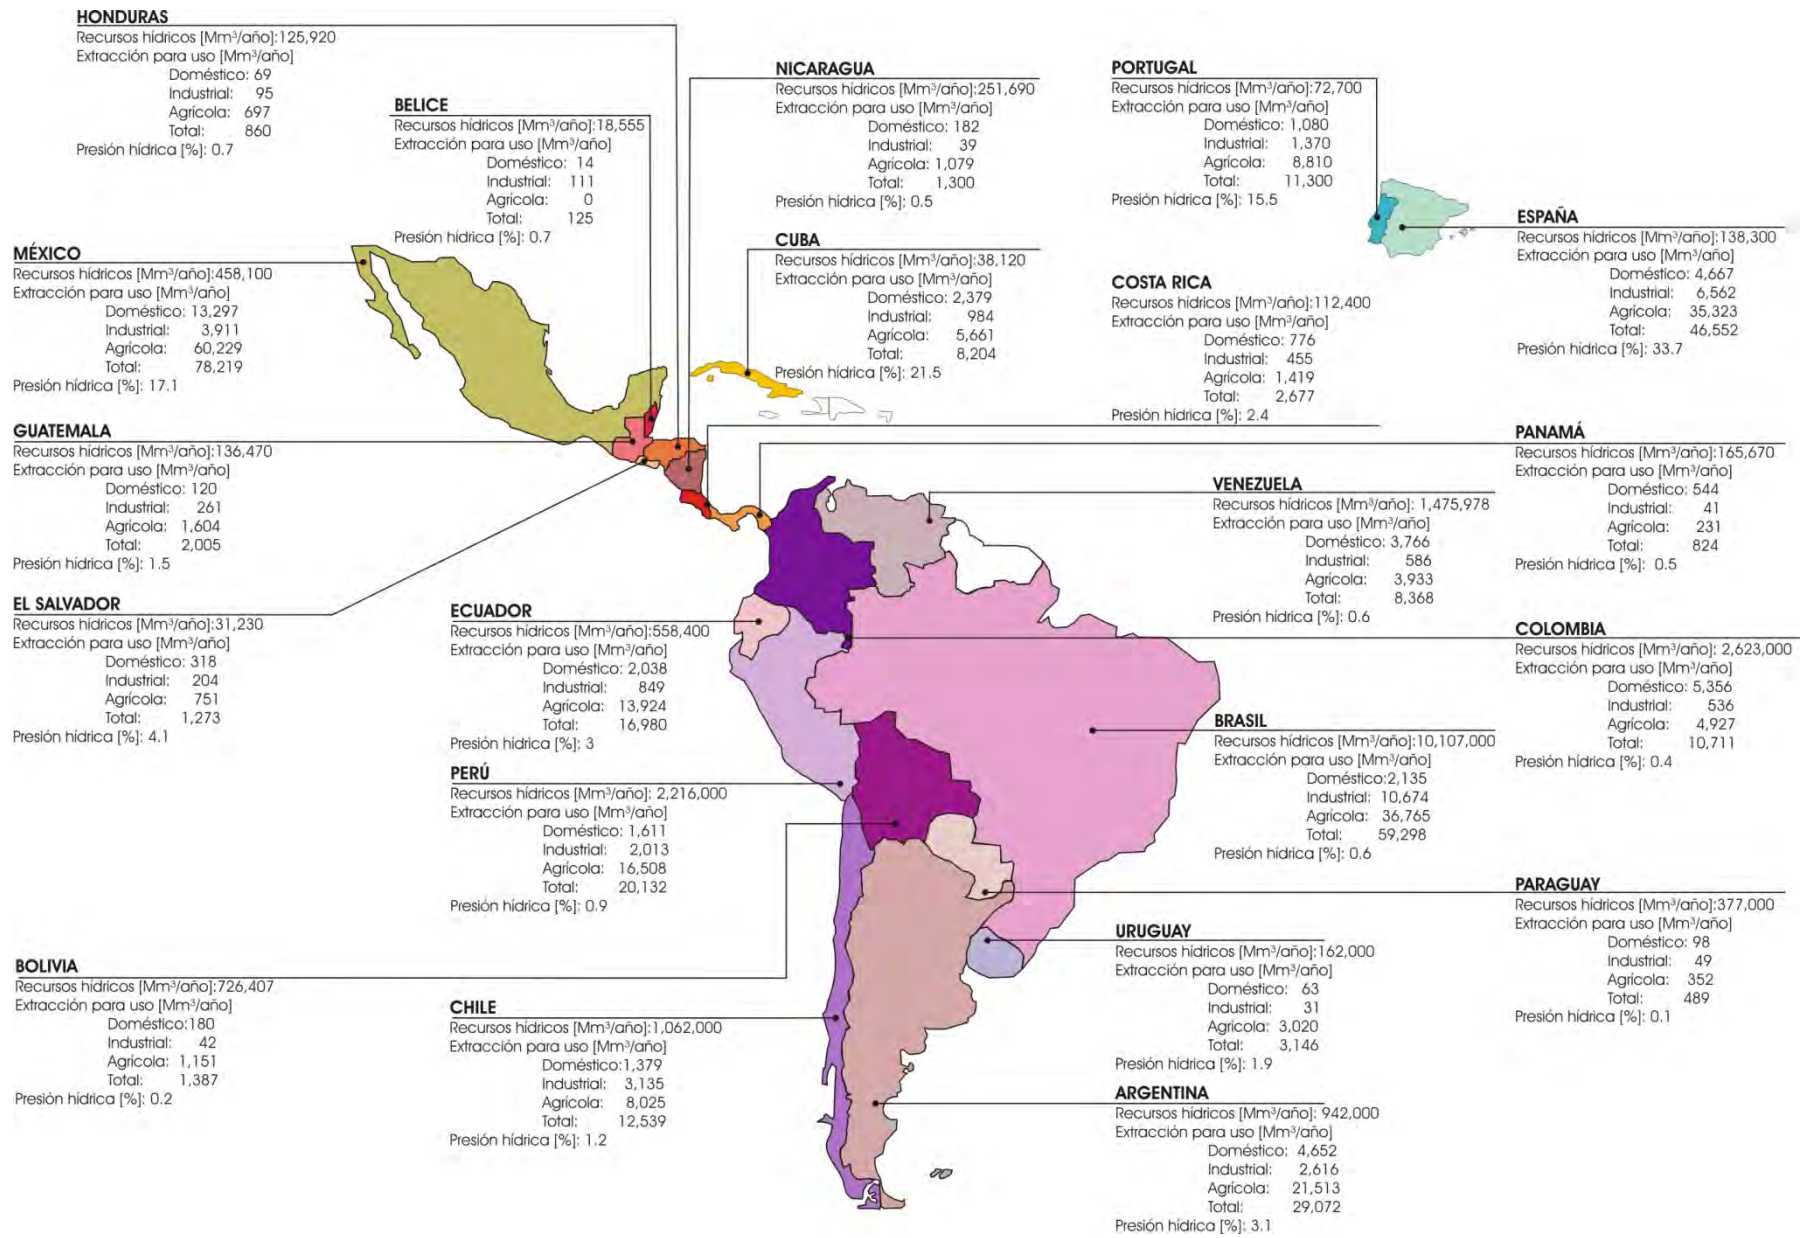 HONDURAS
Recursos hídricos [Mm³/año]:125,920
Extracción para uso [Mm³/año]
Doméstico: 69
Industrial: 95
Agrícola: 697
Total: 860
Presión hídrica [%]: 0.7
BELICE
Recursos hídricos [Mm³/año]:18,555
Extracción para uso [Mm³/año]
Doméstico: 14
Industrial: 111
Agrícola: 0
Total: 125
Presión hídrica [%]: 0.7
NICARAGUA
Recursos hídricos [Mm³/año]:251,690
Extracción para uso [Mm³/año]
Doméstico: 182
Industrial: 39
Agrícola: 1,079
Total: 1,300
Presión hídrica [%]: 0.5
PORTUGAL
Recursos hídricos [Mm³/año]:72,700
Extracción para uso [Mm³/año]
Doméstico: 1,080
Industrial: 1,370
Agrícola: 8,810
Total: 11,300
Presión hídrica [%]: 15.5
ESPAÑA
Recursos hídricos [Mm³/año]:138,300
Extracción para uso [Mm³/año]
Doméstico: 4,667
Industrial: 6,562
Agrícola: 35,323
Total: 46,552
Presión hídrica [%]: 33.7
MÉXICO
Recursos hídricos [Mm³/año]:458,100
Extracción para uso [Mm³/año]
Doméstico: 13,297
Industrial: 3,911
Agrícola: 60,229
Total: 78,219
Presión hídrica [%]: 17.1
CUBA
Recursos hídricos [Mm³/año]:38,120
Extracción para uso [Mm³/año]
Doméstico: 2,379
Industrial: 984
Agrícola: 5,661
Total: 8,204
Presión hídrica [%]: 21.5
COSTA RICA
Recursos hídricos [Mm³/año]:112,400
Extracción para uso [Mm³/año]
Doméstico: 776
Industrial: 455
Agrícola: 1,419
Total: 2,677
Presión hídrica [%]: 2.4
GUATEMALA
Recursos hídricos [Mm³/año]:136,470
Extracción para uso [Mm³/año]
Doméstico: 120
Industrial: 261
Agrícola: 1,604
Total: 2,005
Presión hídrica [%]: 1.5
PANAMÁ
Recursos hídricos [Mm³/año]:165,670
Extracción para uso [Mm³/año]
Doméstico: 544
Industrial: 41
Agrícola: 231
Total: 824
Presión hídrica [%]: 0.5
VENEZUELA
Recursos hídricos [Mm³/año]: 1,475,978
Extracción para uso [Mm³/año]
Doméstico: 3,766
Industrial: 586
Agrícola: 3,933
Total: 8,368
Presión hídrica [%]: 0.6
EL SALVADOR
Recursos hídricos [Mm³/año]:31,230
Extracción para uso [Mm³/año]
Doméstico: 318
Industrial: 204
Agrícola: 751
Total: 1,273
Presión hídrica [%]: 4.1
ECUADOR
Recursos hídricos [Mm³/año]:558,400
Extracción para uso [Mm³/año]
Doméstico: 2,038
Industrial: 849
Agrícola: 13,924
Total: 16,980
Presión hídrica [%]: 3
COLOMBIA
Recursos hídricos [Mm³/año]: 2,623,000
Extracción para uso [Mm³/año]
Doméstico: 5,356
Industrial: 536
Agrícola: 4,927
Total: 10,711
Presión hídrica [%]: 0.4
BRASIL
Recursos hídricos [Mm³/año]:10,107,000
Extracción para uso [Mm³/año]
Doméstico:2,135
Industrial: 10,674
Agrícola: 36,765
Total: 59,298
Presión hídrica [%]: 0.6
PERÚ
Recursos hídricos [Mm³/año]: 2,216,000
Extracción para uso [Mm³/año]
Doméstico: 1,611
Industrial: 2,013
Agrícola: 16,508
Total: 20,132
Presión hídrica [%]: 0.9
PARAGUAY
Recursos hídricos [Mm³/año]:377,000
Extracción para uso [Mm³/año]
Doméstico: 98
Industrial: 49
Agrícola: 352
Total: 489
Presión hídrica [%]: 0.1
URUGUAY
Recursos hídricos [Mm³/año]:162,000
Extracción para uso [Mm³/año]
Doméstico: 63
Industrial: 31
Agrícola: 3,020
Total: 3,146
Presión hídrica [%]: 1.9
BOLIVIA
Recursos hídricos [Mm³/año]:726,407
Extracción para uso [Mm³/año]
Doméstico:180
Industrial: 42
Agrícola: 1,151
Total: 1,387
Presión hídrica [%]: 0.2
CHILE
Recursos hídricos [Mm³/año]:1,062,000
Extracción para uso [Mm³/año]
Doméstico:1,379
Industrial: 3,135
Agrícola: 8,025
Total: 12,539
Presión hídrica [%]: 1.2
ARGENTINA
Recursos hídricos [Mm³/año]: 942,000
Extracción para uso [Mm³/año]
Doméstico: 4,652
Industrial: 2,616
Agrícola: 21,513
Total: 29,072
Presión hídrica [%]: 3.1